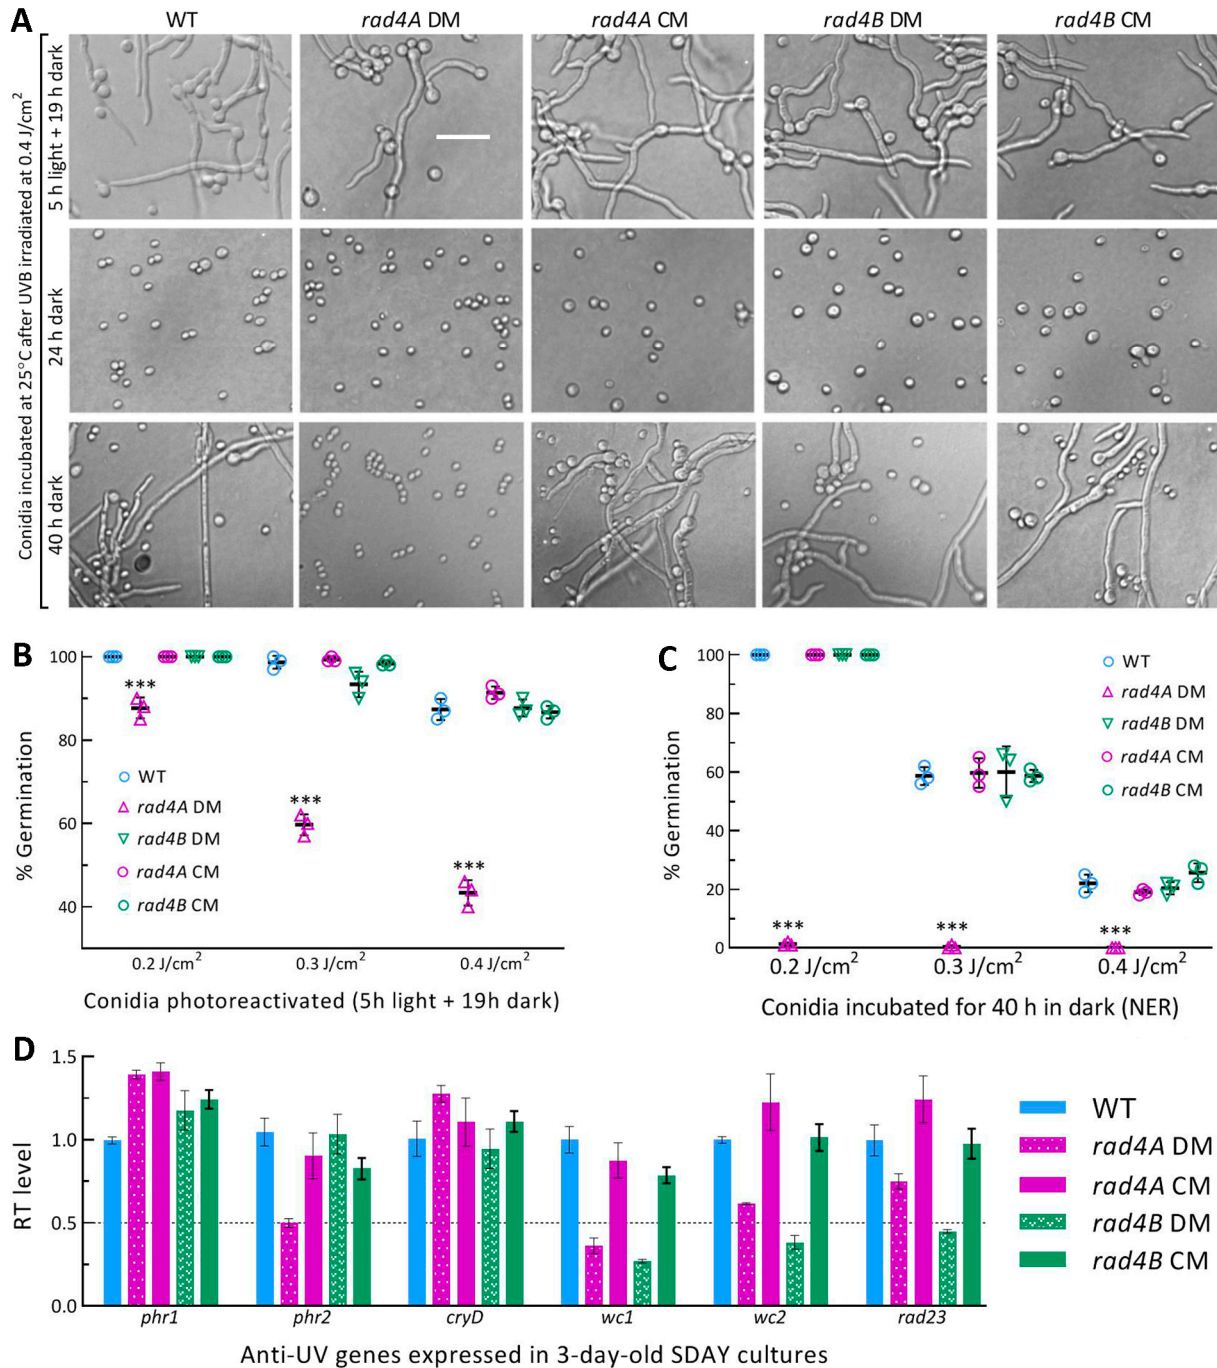 A
WT
rad4A DM
rad4A CM
rad4B DM
rad4B CM
Conidia incubated at 25°C after UVB irradiated at 0.4 J/cm²
5 h light + 19 h dark
24 h dark
40 h dark
B
% Germination
100
80
60
40
***
***
***
WT
rad4A DM
rad4B DM
rad4A CM
rad4B CM
0.2 J/cm²
0.3 J/cm²
0.4 J/cm²
Conidia photoreactivated (5h light + 19h dark)
C
% Germination
100
80
60
40
20
0
***
***
***
WT
rad4A DM
rad4B DM
rad4A CM
rad4B CM
0.2 J/cm²
0.3 J/cm²
0.4 J/cm²
Conidia incubated for 40 h in dark (NER)
D
RT level
1.5
1.0
0.5
0.0
phr1
phr2
cryD
wc1
wc2
rad23
Anti-UV genes expressed in 3-day-old SDAY cultures
WT
rad4A DM
rad4A CM
rad4B DM
rad4B CM